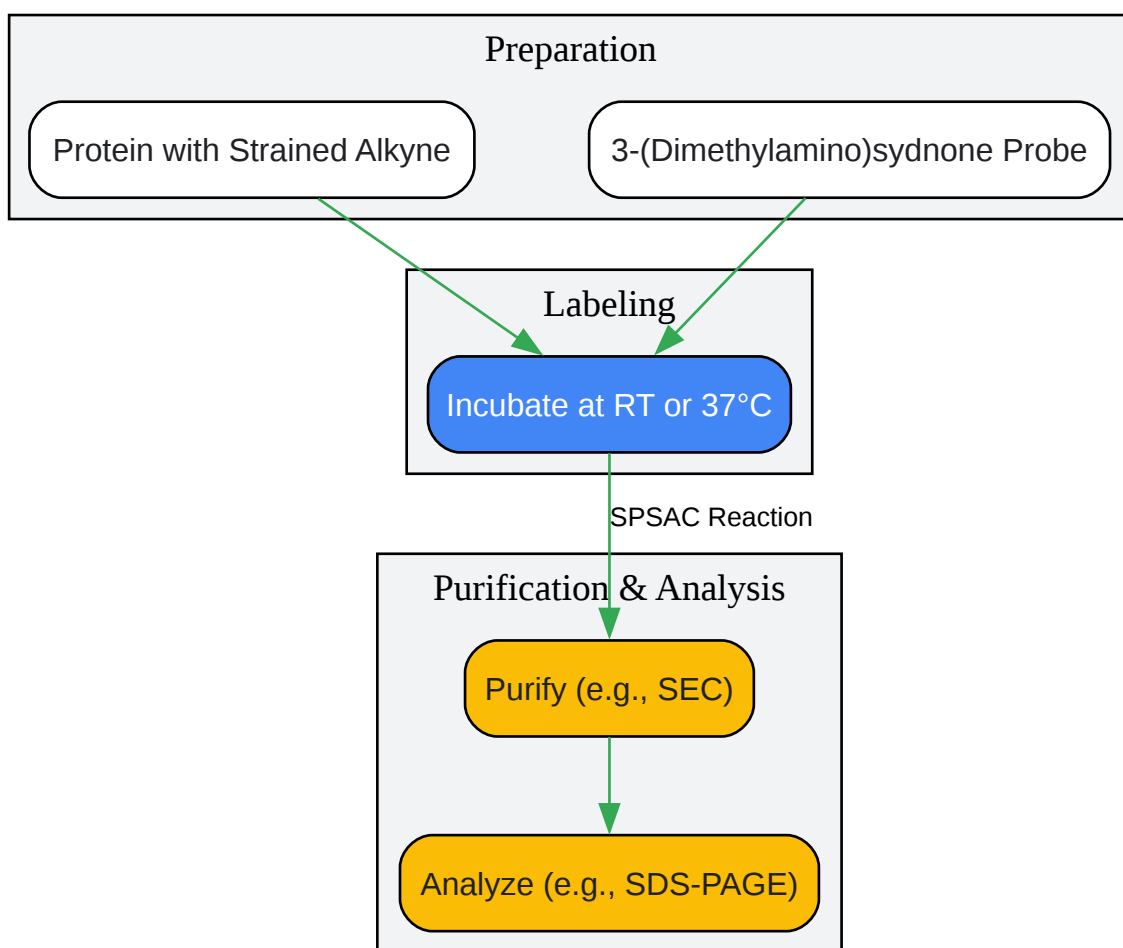 Preparation
Protein with Strained Alkyne
3-(Dimethylamino)sydnone Probe
Labeling
Incubate at RT or 37°C
SPSAC Reaction
Purification & Analysis
Purify (e.g., SEC)
Analyze (e.g., SDS-PAGE)